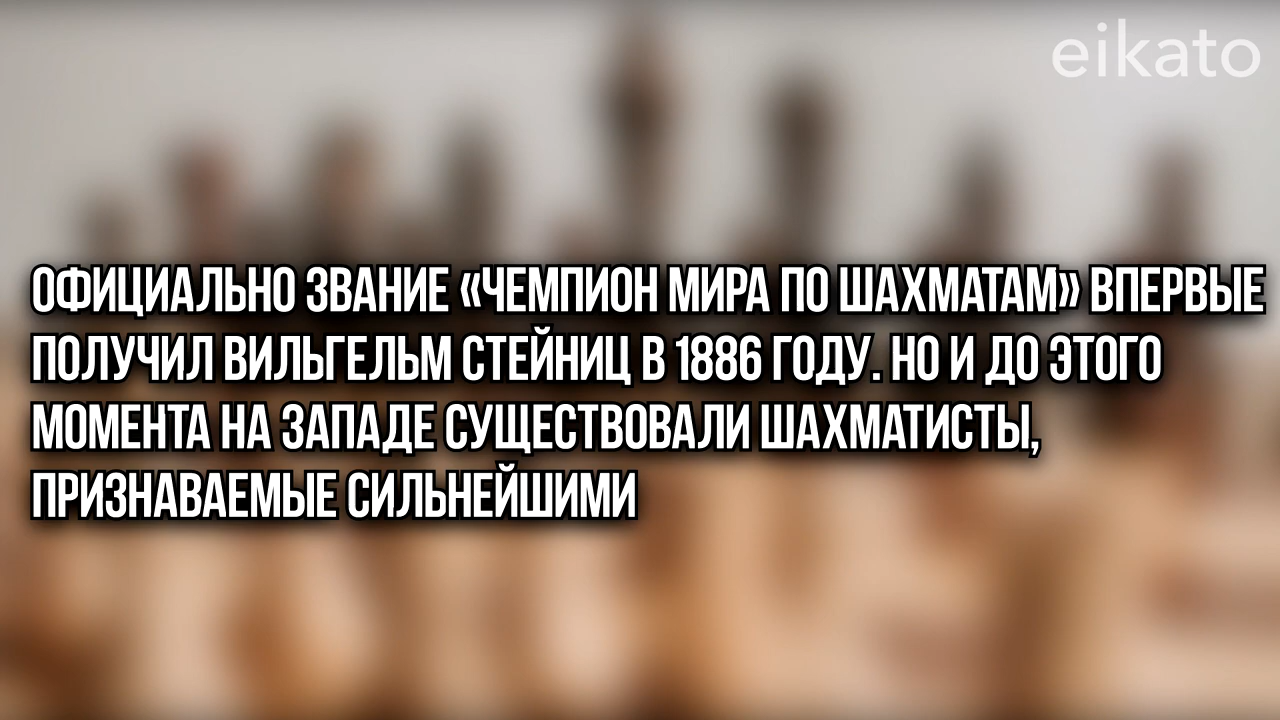 eikato
ОФИЦИАЛЬНО ЗВАНИЕ «ЧЕМПИОН МИРА ПО ШАХМАТАМ» ВПЕРВЫЕ
ПОЛУЧИЛ ВИЛЬГЕЛЬМ СТЕЙНИЦ В 1886 ГОДУ. НО И ДО ЭТОГО
МОМЕНТА НА ЗАПАДЕ СУЩЕСТВОВАЛИ ШАХМАТИСТЫ,
ПРИЗНАВАЕМЫЕ СИЛЬНЕЙШИМИ